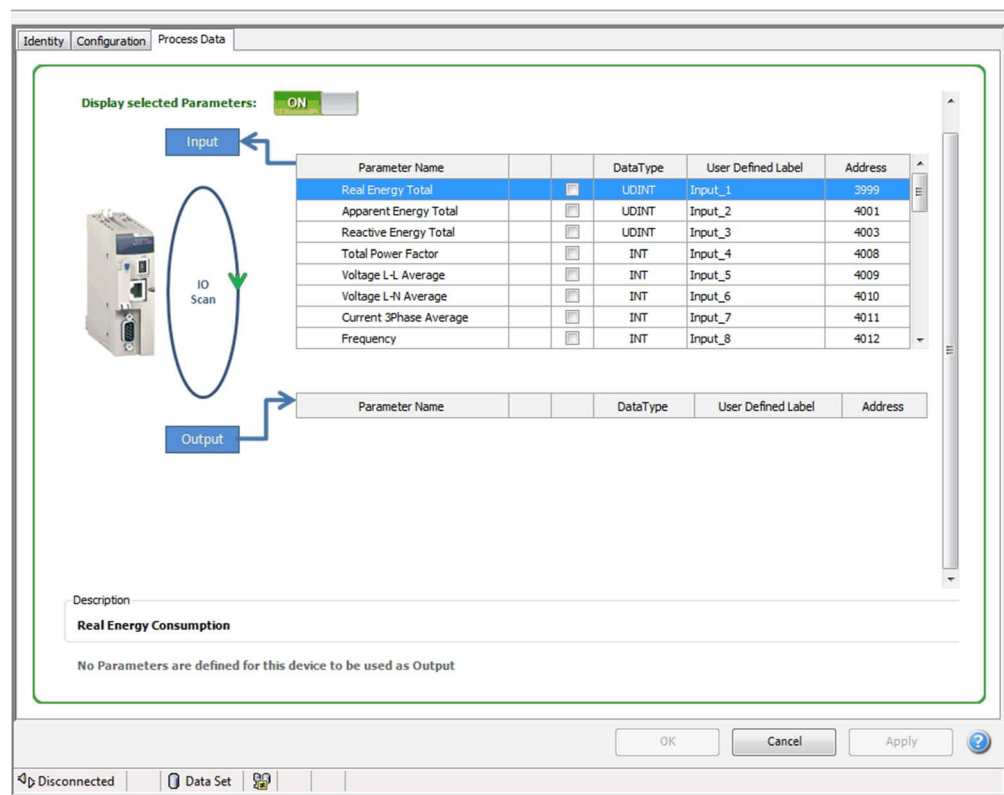 Identity Configuration Process Data
Display selected Parameters: ON
Input
Parameter Name DataType User Defined Label Address
Real Energy Total UDINT Input_1 3999
Apparent Energy Total UDINT Input_2 4001
Reactive Energy Total UDINT Input_3 4003
Total Power Factor INT Input_4 4008
Voltage L-L Average INT Input_5 4009
Voltage L-N Average INT Input_6 4010
Current 3Phase Average INT Input_7 4011
Frequency INT Input_8 4012
IO
Scan
Parameter Name DataType User Defined Label Address
Output
Description
Real Energy Consumption
No Parameters are defined for this device to be used as Output
OK Cancel Apply
Disconnected Data Set